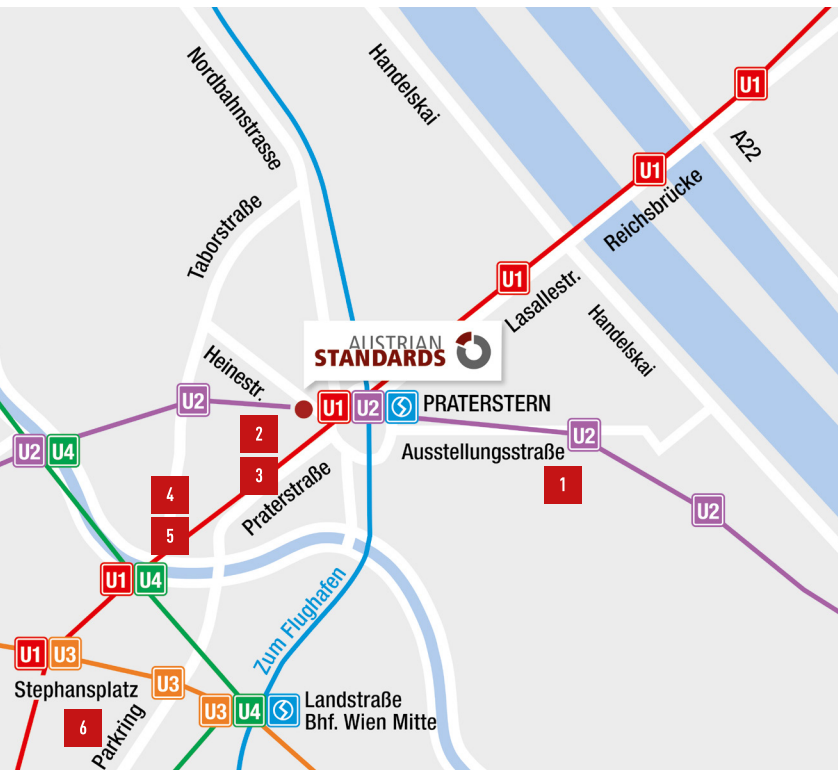 Nordbahnstrasse
Handelskai
U1
A22
U1
Reichsbrücke
Taborstraße
U1
Lasallestr.
Handelskai
AUSTRIAN
STANDARDS
Heinestr.
U2
U1 U2 PRATERSTERN
2
U2
Ausstellungsstraße
U2 U4
3
Praterstraße
1
4
U2
5
U1 U4
Zum Flughafen
U1 U3
Stephansplatz
U3
U3 U4
Landstraße
Bhf. Wien Mitte
6
Parkring